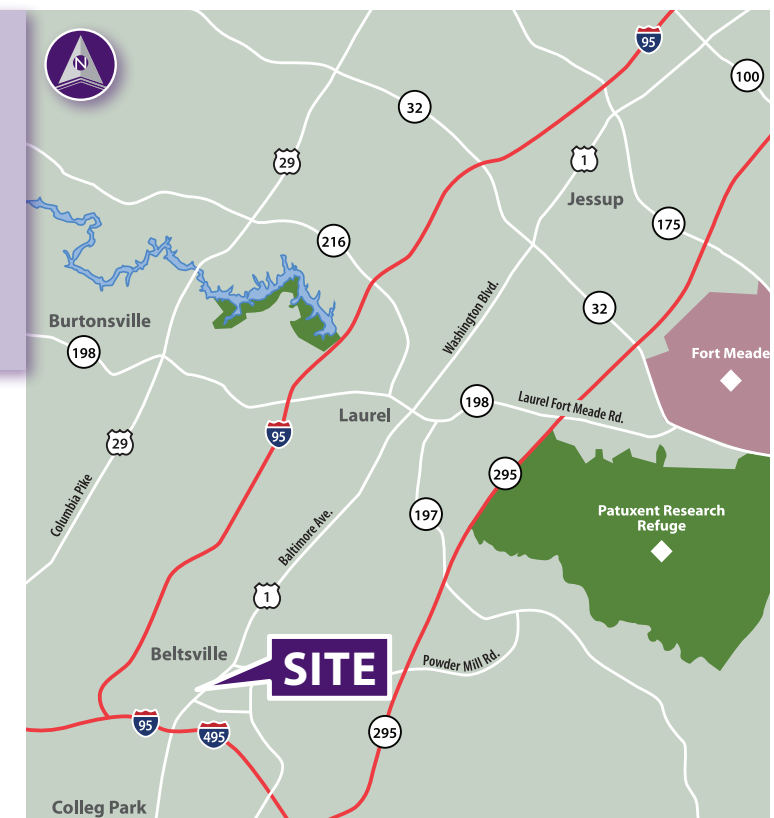 N
95
100
32
29
1
Jessup
175
216
Washington Blvd.
32
Burtonsville
198
Fort Meade
Laurel
198
Laurel Fort Meade Rd.
29
95
Columbia Pike
295
197
Patuxent Research
Refuge
Baltimore Ave.
1
Beltsville
SITE
Powder Mill Rd.
95
495
295
Colleg Park